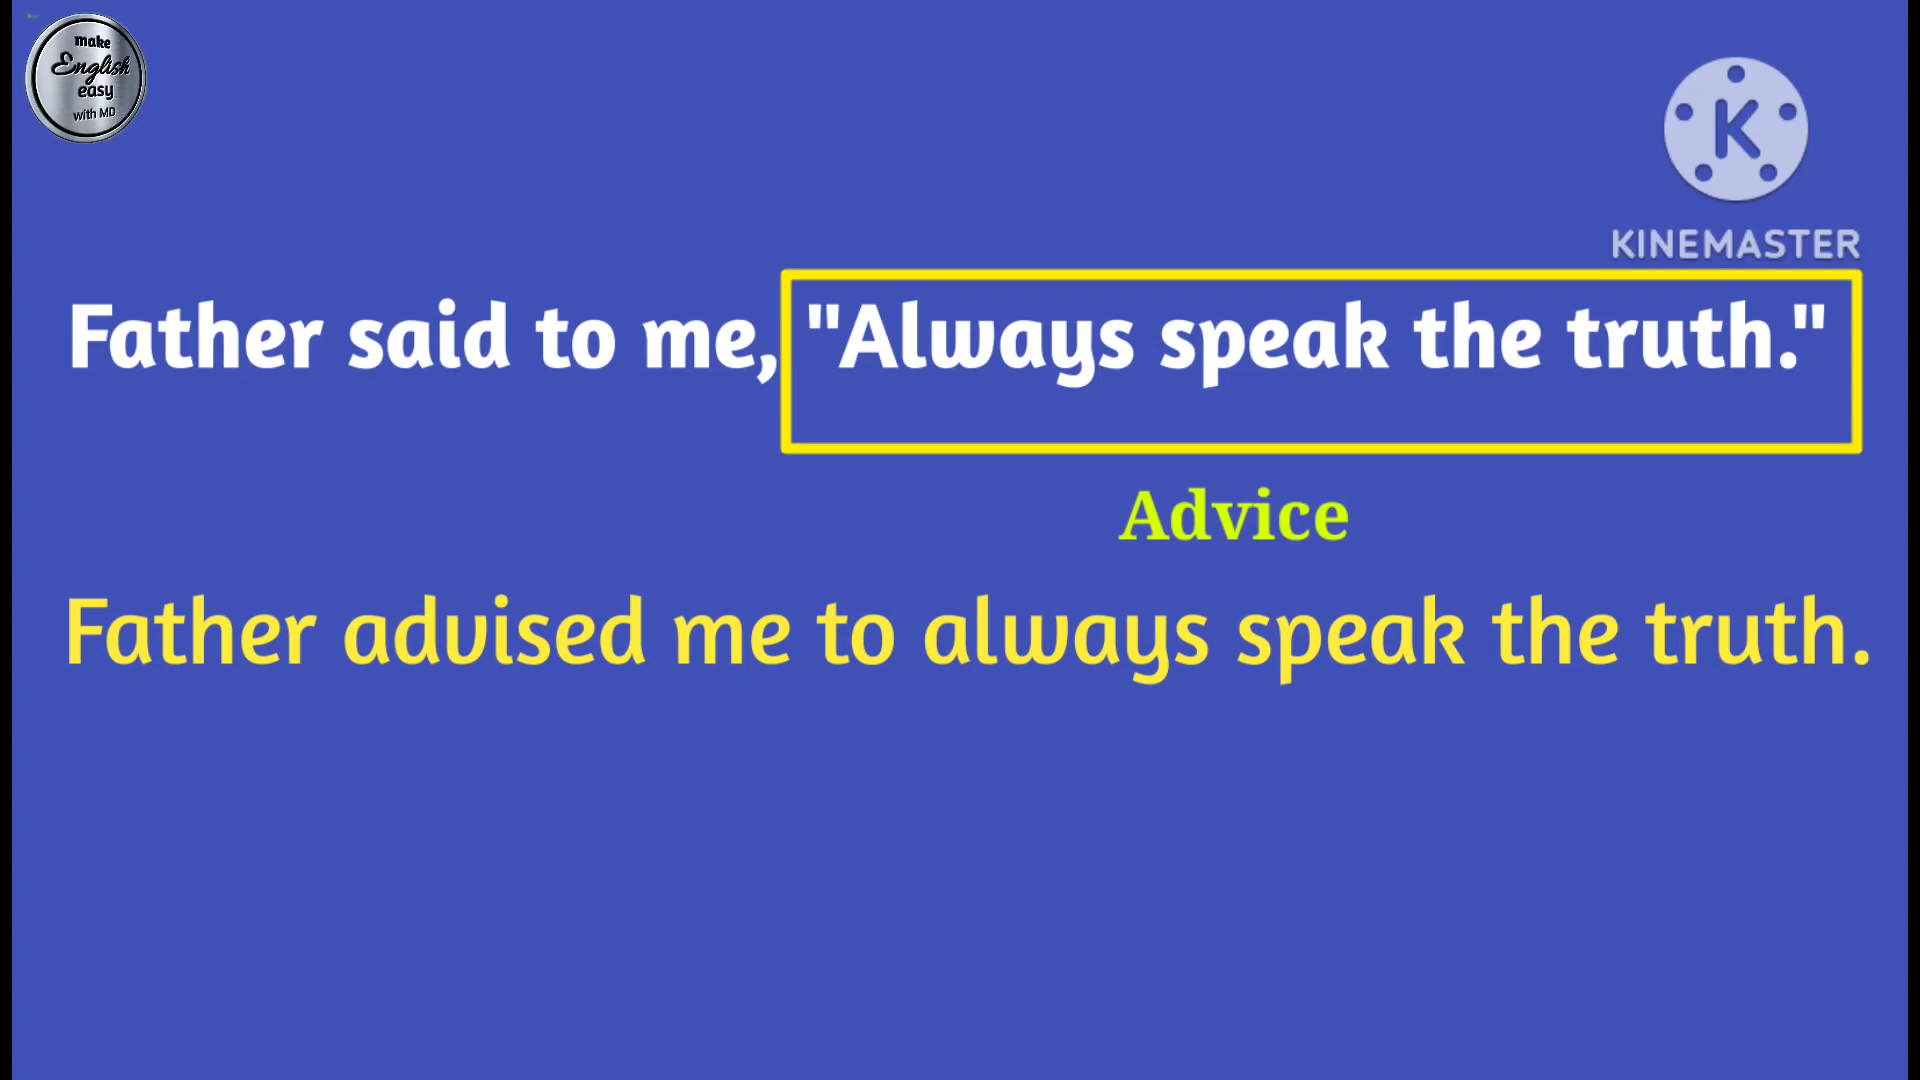 make
English
easy
with MD
K
KINEMASTER
Father said to me, "Always speak the truth."
Advice
Father advised me to always speak the truth.